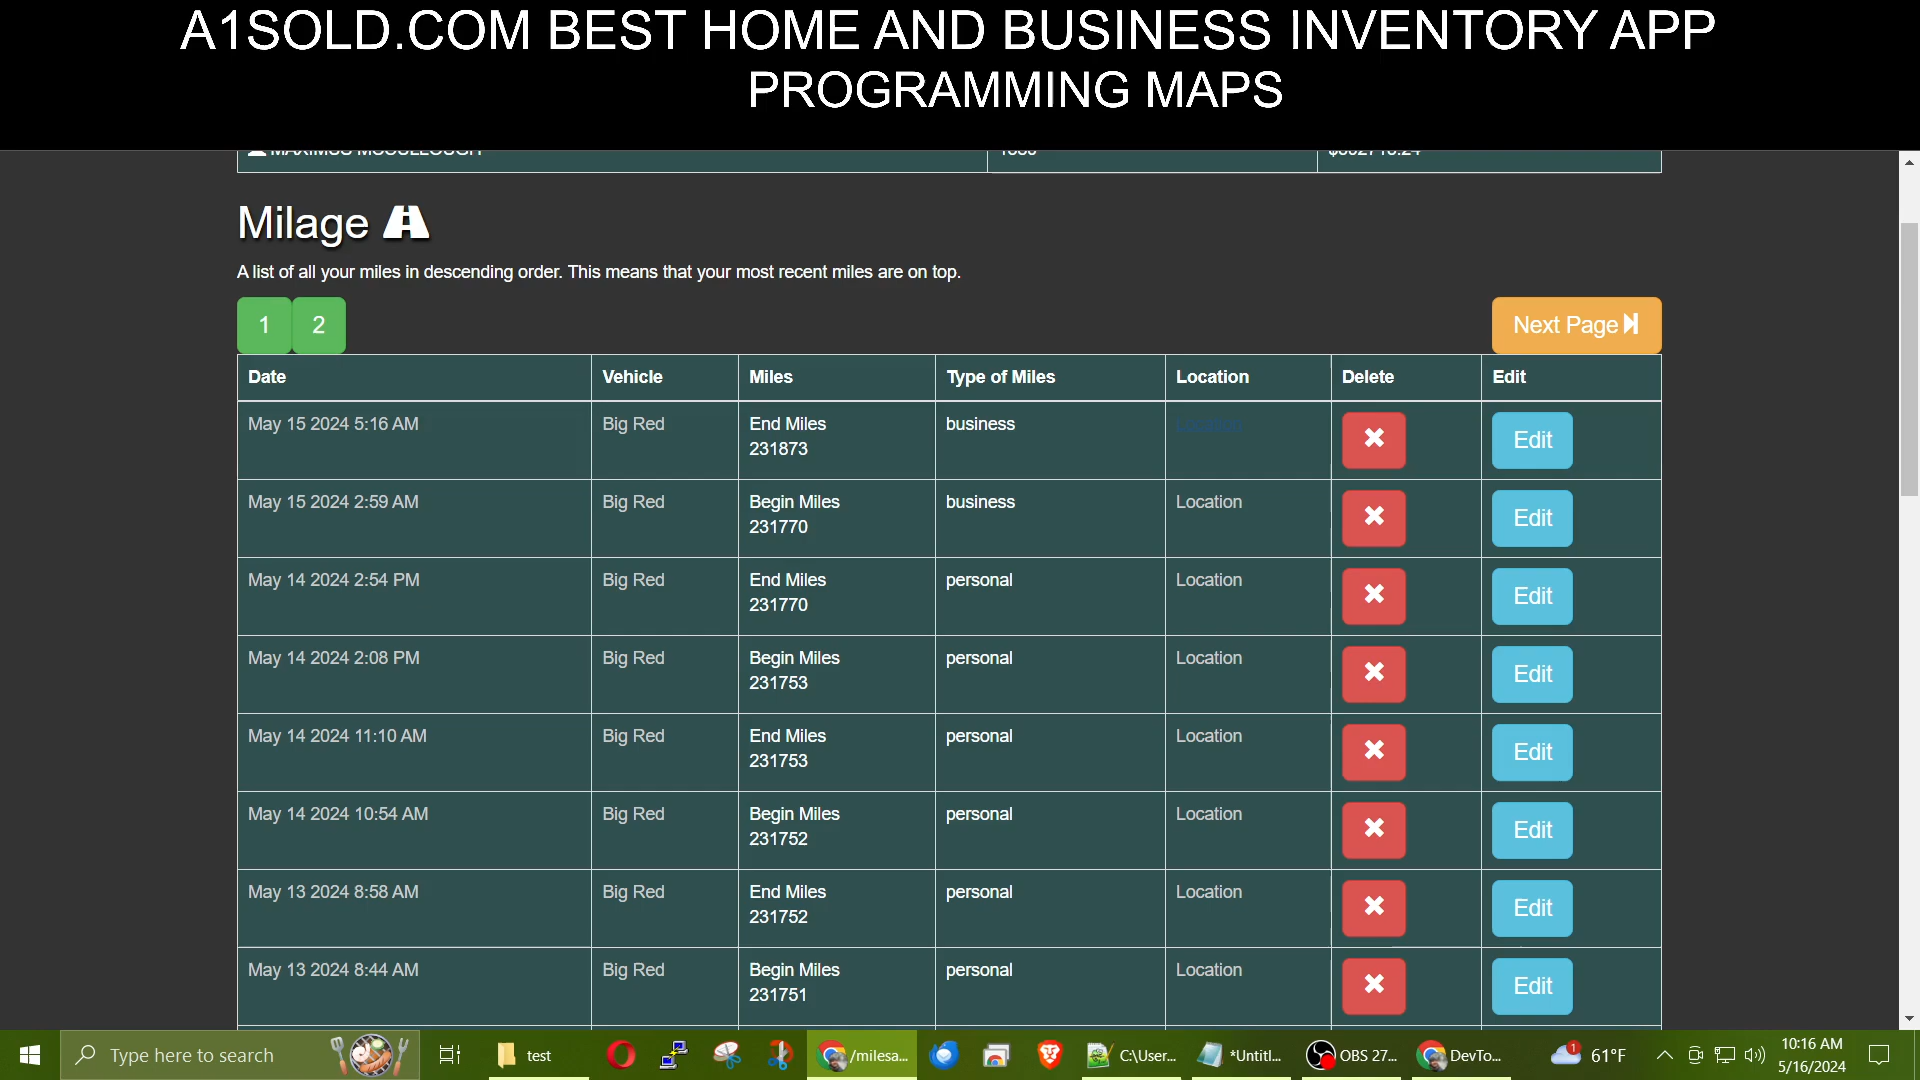 A1SOLD.COM BEST HOME AND BUSINESS INVENTORY APP
PROGRAMMING MAPS
Milage
A list of all your miles in descending order. This means that your most recent miles are on top.
1 2 Next Page
Date Vehicle Miles Type of Miles Location Delete Edit
May 15 2024 5:16 AM Big Red End Miles business Location Edit
231873
May 15 2024 2:59 AM Big Red Begin Miles business Location Edit
231770
May 14 2024 2:54 PM Big Red End Miles personal Location Edit
231770
May 14 2024 2:08 PM Big Red Begin Miles personal Location Edit
231753
May 14 2024 11:10 AM Big Red End Miles personal Location Edit
231753
May 14 2024 10:54 AM Big Red Begin Miles personal Location Edit
231752
May 13 2024 8:58 AM Big Red End Miles personal Location Edit
231752
May 13 2024 8:44 AM Big Red Begin Miles personal Location Edit
231751
Type here to search test /milesa... C:\User... *Untitl... OBS 27... DevTo... 1 61°F 10:16 AM
5/16/2024